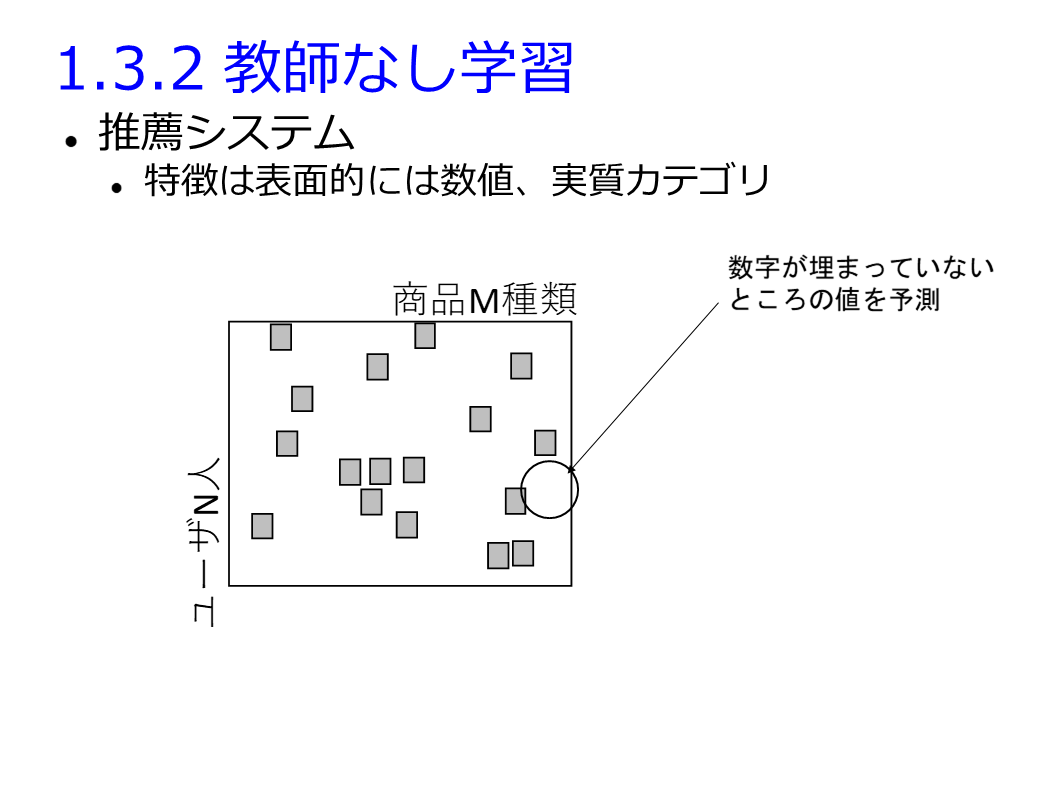 1.3.2 教師なし学習
● 推薦システム
● 特徴は表面的には数値、実質カテゴリ
数字が埋まっていない
ところの値を予測
商品M種類
ユーザN人